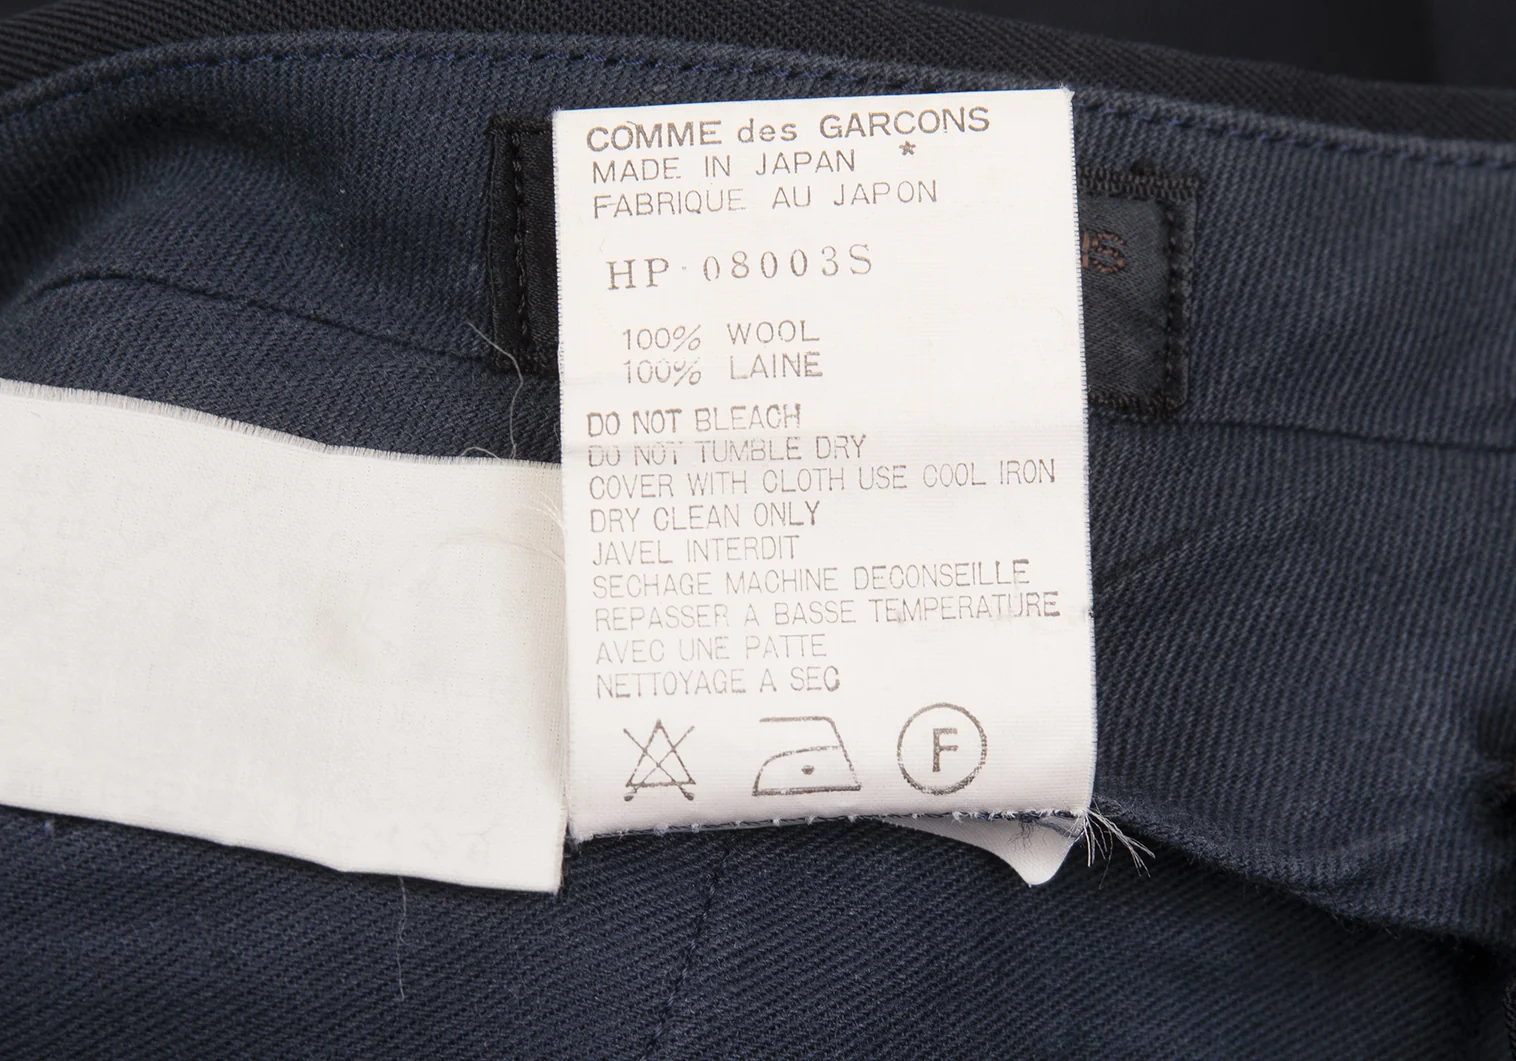 COMME des GARCONS
*
MADE IN JAPAN
FABRIQUE AU JAPON
HP-08003S
100% WOOL
100% LAINE
DO NOT BLEACH
DO NOT TUMBLE DRY
COVER WITH CLOTH USE COOL IRON
DRY CLEAN ONLY
JAVEL INTERDIT
SECHAGE MACHINE DECONSEILLE
REPASSER A BASSE TEMPERATURE
AVEC UNE PATTE
NETTOYAGE A SEC
F